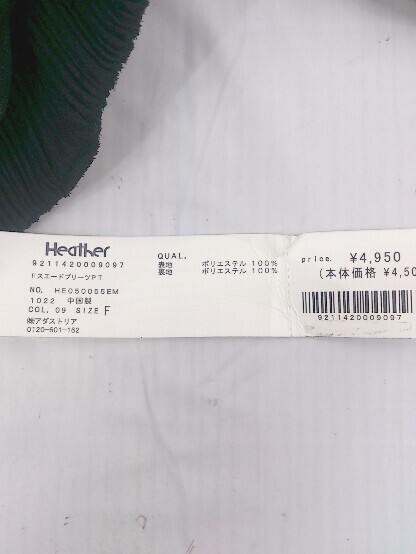 Heather
9211420009097
FスエードプリーツPT
NO. HE050065EM
1022 中国製
COL. 09 SIZE F
㈱アダストリア
0120-601-162
QUAL.
表地 ポリエステル 100%
裏地 ポリエステル 100%
price. ¥4,950
(本体価格 ¥4,50
9211420009097